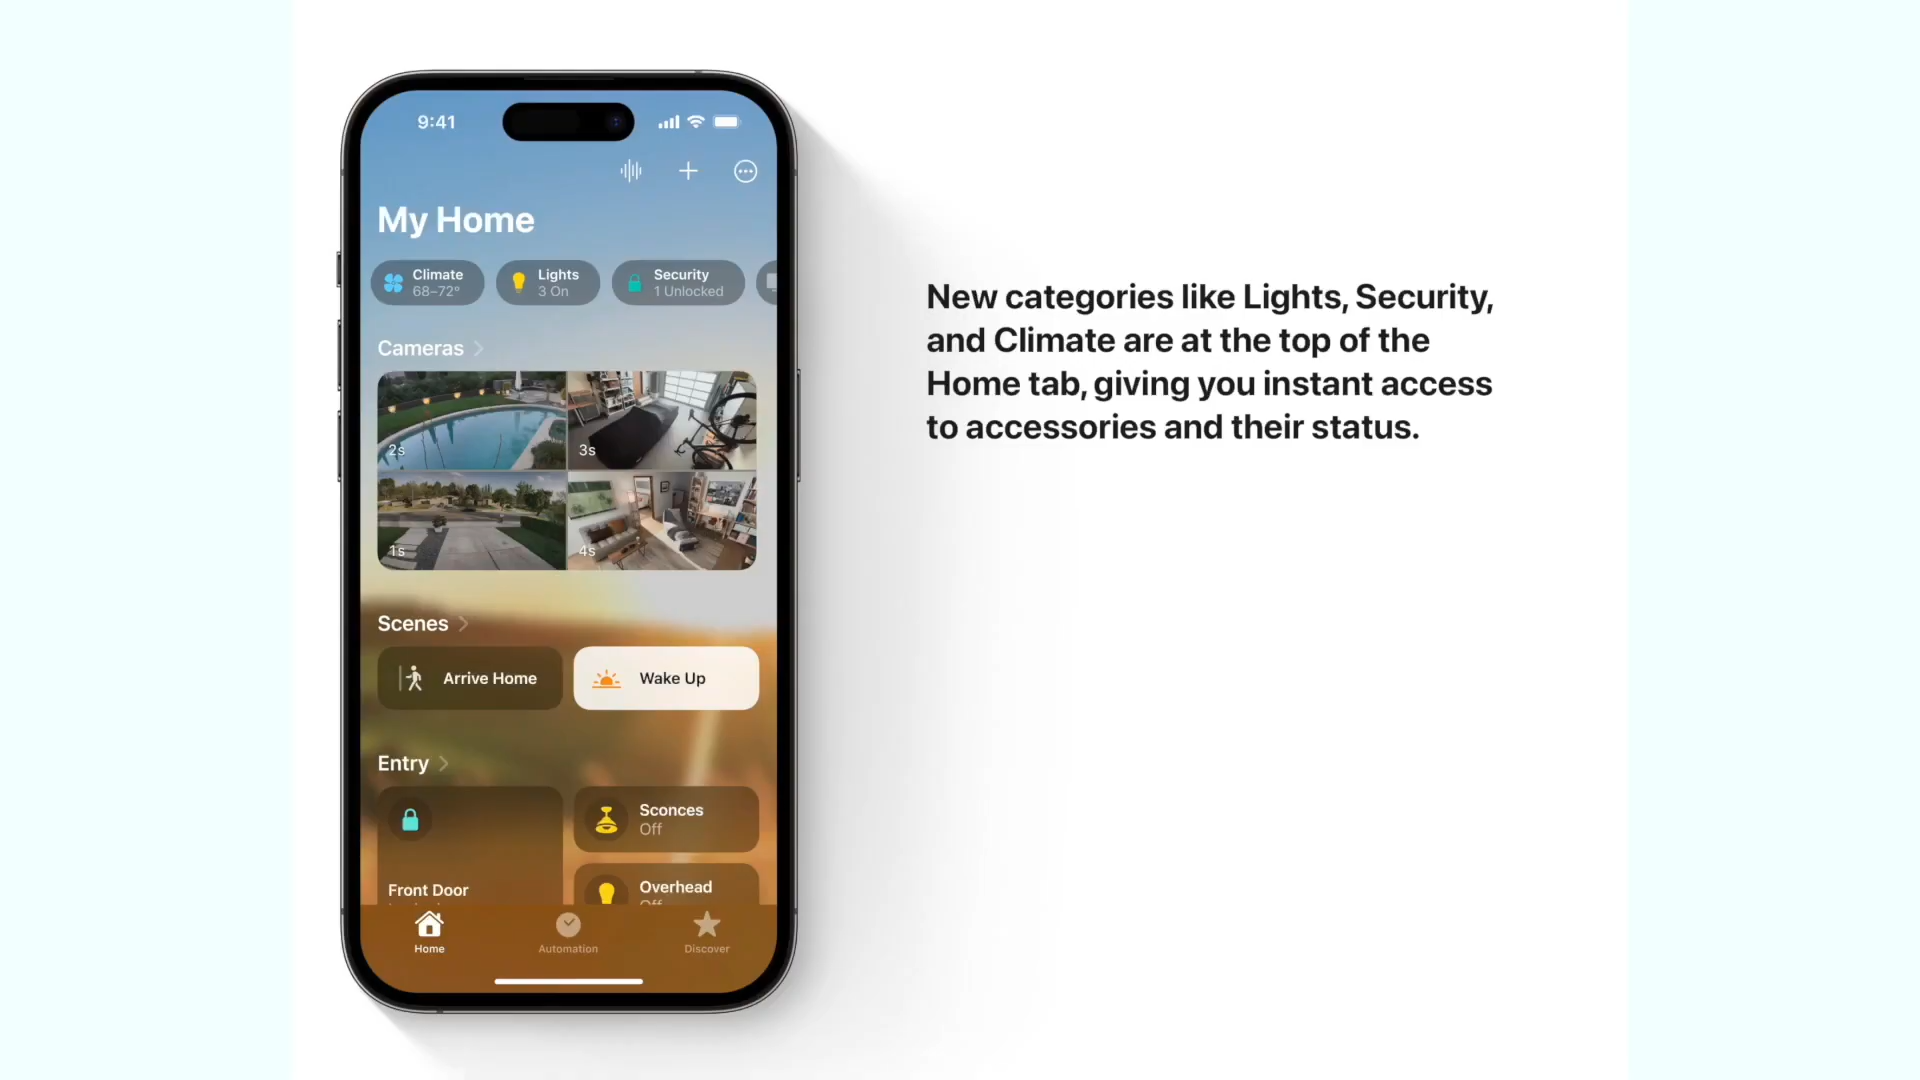 9:41
My Home
Climate
68–72°
Lights
3 On
Security
1 Unlocked
Cameras
2s
3s
1s
4s
Scenes
Arrive Home
Wake Up
Entry
Front Door
Sconces
Off
Overhead
Off
Home
Automation
Discover
New categories like Lights, Security,
and Climate are at the top of the
Home tab, giving you instant access
to accessories and their status.